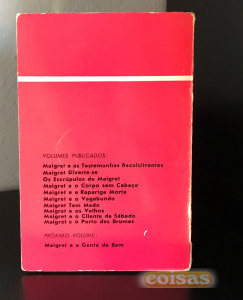 VOLUMES PUBLICADOS:
Maigret e as Testemunhas Recalcitrantes
Maigret Diverte-se
Os Escrúpulos de Maigret
Maigret e o Corpo sem Cabeça
Maigret e a Rapariga Morta
Maigret e o Vagabundo
Maigret Tem Medo
Maigret e os Velhos
Maigret e o Cliente de Sábado
Maigret e o Porto das Brumas
PRÓXIMO VOLUME:
Maigret e a Gente de Bem
coisas